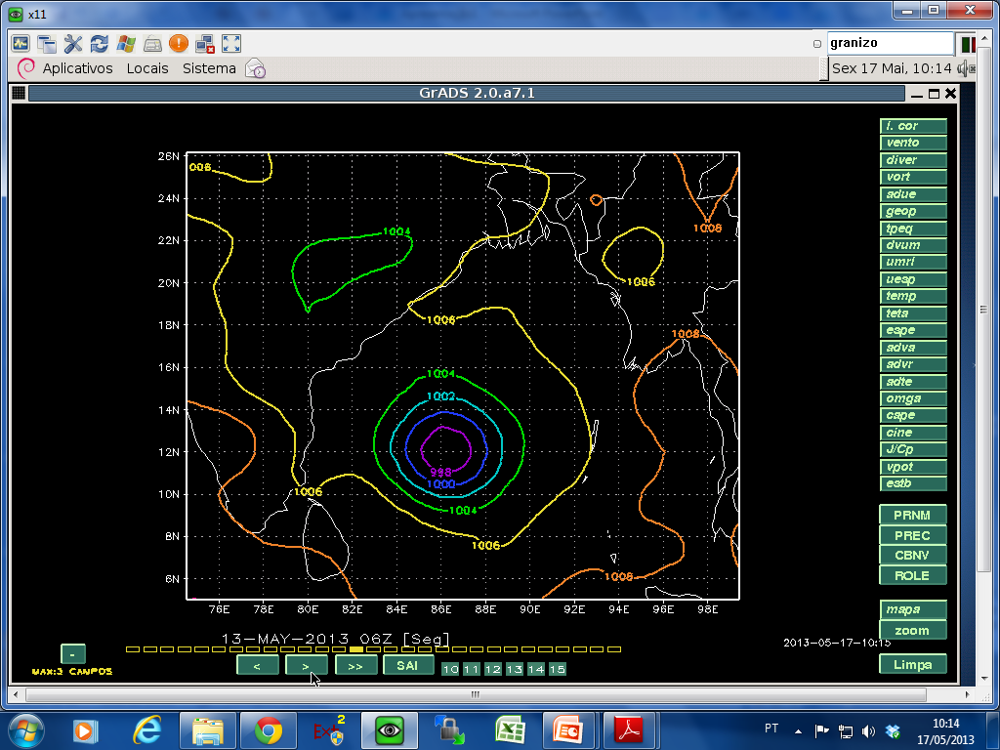 x11
granizo
Aplicativos Locais Sistema
Sex 17 Mai, 10:14
GrADS 2.0.a7.1
26N
24N
22N
20N
18N
16N
14N
12N
10N
8N
6N
76E 78E 80E 82E 84E 86E 88E 90E 92E 94E 96E 98E
006
1004
1008
1006
1006
1008
1004
1002
998
1000
1006
1004
1006
1008
13-MAY-2013 06Z [Seg]
2013-05-17-10:15
-
MAX:3 CAMPOS
< > >> SAI 10 11 12 13 14 15
l. cor
vento
diver
vort
adue
geop
tpeq
dvum
umrl
uesp
temp
teta
espe
adva
advr
adte
omga
cape
cine
J/Cp
vpot
estb
PRNM
PREC
CBNV
ROLE
mapa
zoom
Limpa
Ext2
PT
10:14
17/05/2013